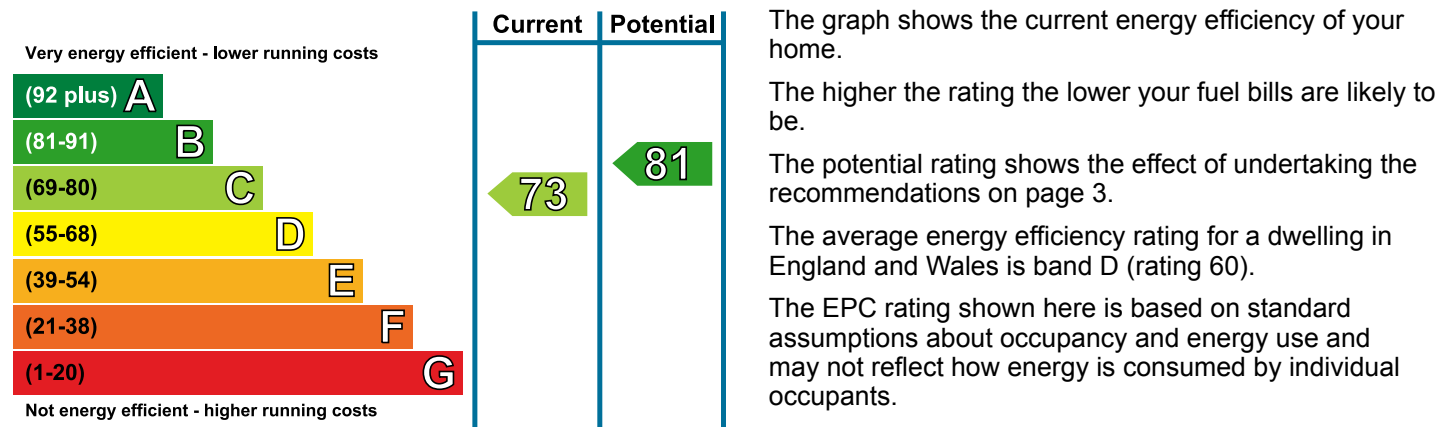 Current Potential
Very energy efficient - lower running costs
(92 plus) A
(81-91) B
(69-80) C
(55-68) D
(39-54) E
(21-38) F
(1-20) G
Not energy efficient - higher running costs
73
81
The graph shows the current energy efficiency of your
home.
The higher the rating the lower your fuel bills are likely to
be.
The potential rating shows the effect of undertaking the
recommendations on page 3.
The average energy efficiency rating for a dwelling in
England and Wales is band D (rating 60).
The EPC rating shown here is based on standard
assumptions about occupancy and energy use and
may not reflect how energy is consumed by individual
occupants.